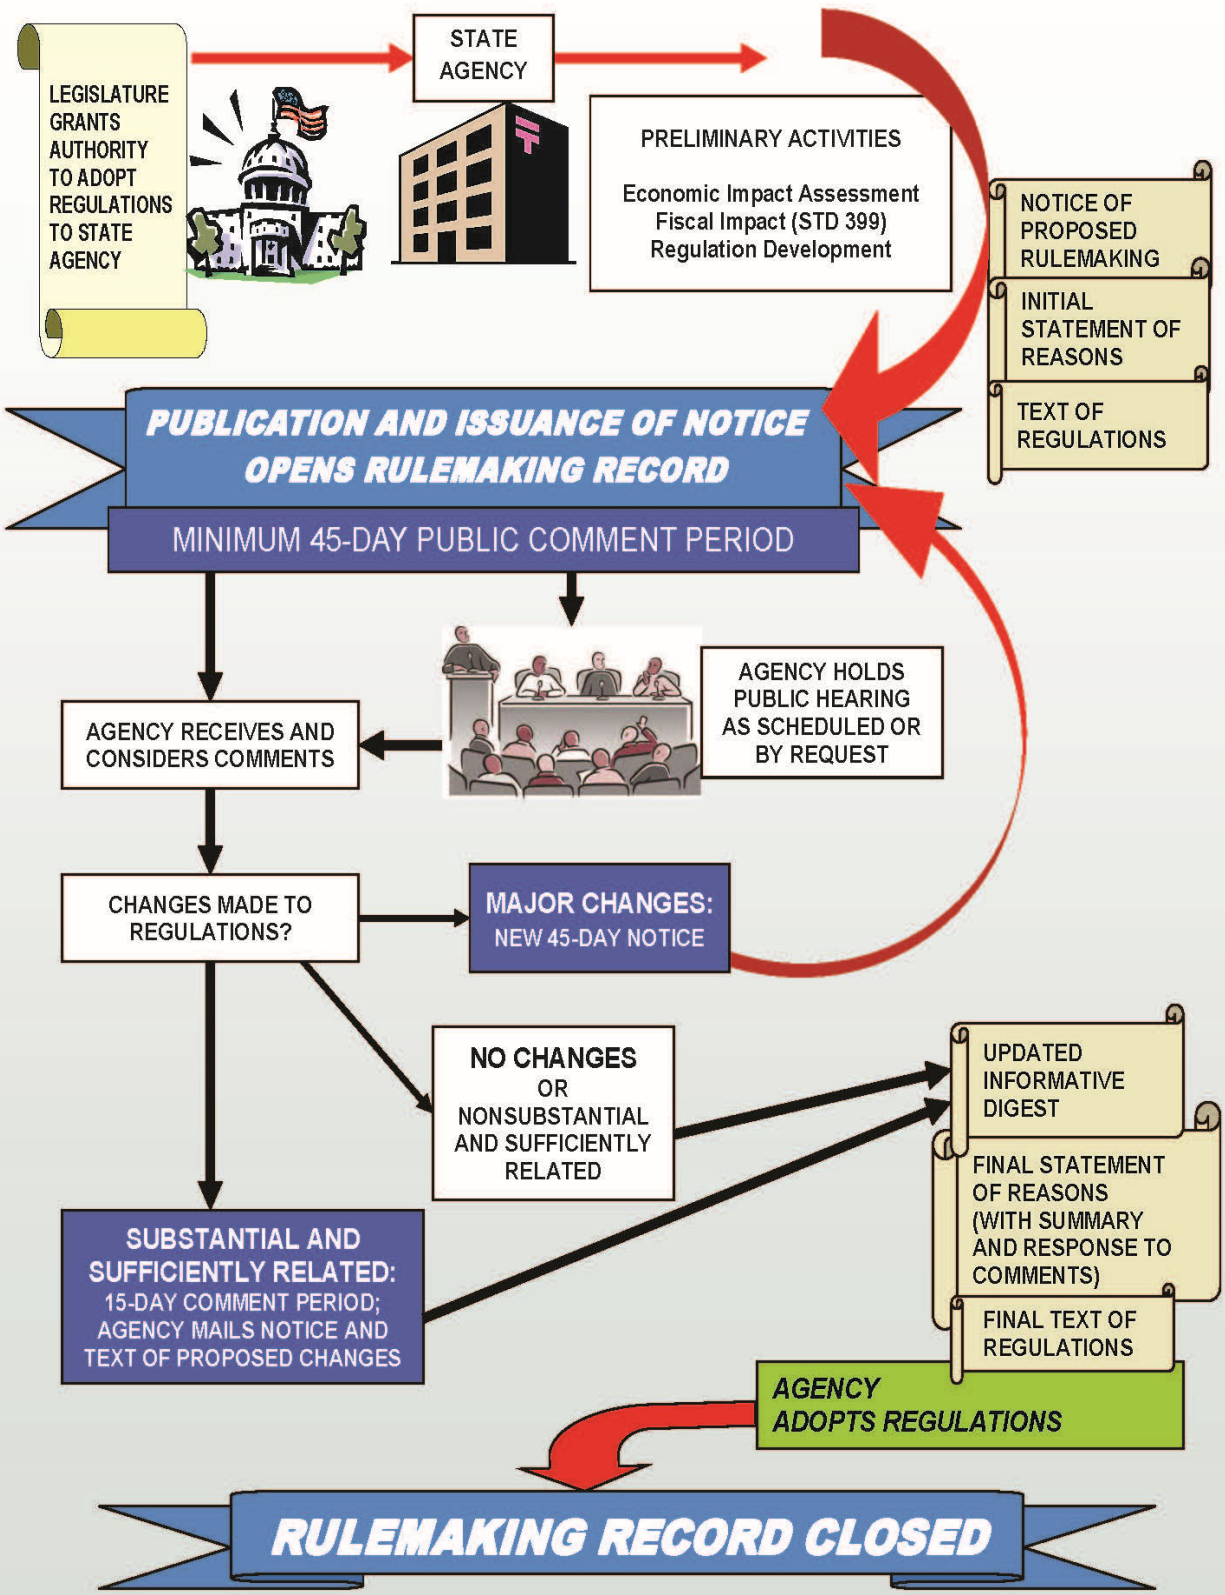 LEGISLATURE
GRANTS
AUTHORITY
TO ADOPT
REGULATIONS
TO STATE
AGENCY
STATE
AGENCY
PRELIMINARY ACTIVITIES
Economic Impact Assessment
Fiscal Impact (STD 399)
Regulation Development
NOTICE OF
PROPOSED
RULEMAKING
INITIAL
STATEMENT OF
REASONS
TEXT OF
REGULATIONS
PUBLICATION AND ISSUANCE OF NOTICE
OPENS RULEMAKING RECORD
MINIMUM 45-DAY PUBLIC COMMENT PERIOD
AGENCY HOLDS
PUBLIC HEARING
AS SCHEDULED OR
BY REQUEST
AGENCY RECEIVES AND
CONSIDERS COMMENTS
CHANGES MADE TO
REGULATIONS?
MAJOR CHANGES:
NEW 45-DAY NOTICE
NO CHANGES
OR
NONSUBSTANTIAL
AND SUFFICIENTLY
RELATED
SUBSTANTIAL AND
SUFFICIENTLY RELATED:
15-DAY COMMENT PERIOD;
AGENCY MAILS NOTICE AND
TEXT OF PROPOSED CHANGES
UPDATED
INFORMATIVE
DIGEST
FINAL STATEMENT
OF REASONS
(WITH SUMMARY
AND RESPONSE TO
COMMENTS)
FINAL TEXT OF
REGULATIONS
AGENCY
ADOPTS REGULATIONS
RULEMAKING RECORD CLOSED